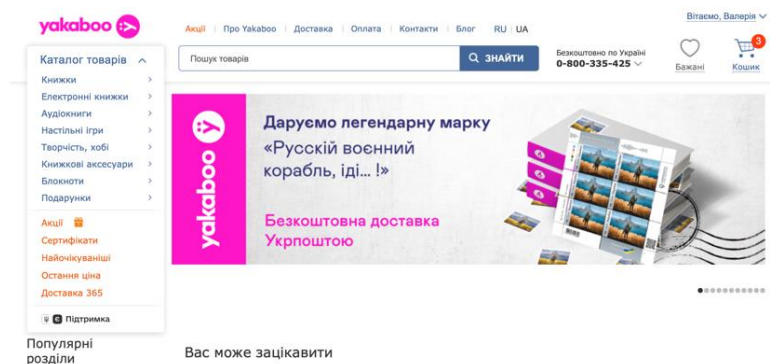 yakaboo
Акції
Про Yakaboo
Доставка
Оплата
Контакти
Блог
RU
UA
Вітаємо, Валерія
Каталог товарів
Пошук товарів
ЗНАЙТИ
Безкоштовно по Україні
0-800-335-425
Бажані
3
Кошик
Книжки
Електронні книжки
Аудіокниги
Настільні ігри
Творчість, хобі
Книжкові аксесуари
Блокноти
Подарунки
Акції
Сертифікати
Найочікуваніші
Остання ціна
Доставка 365
Підтримка
yakaboo
Даруємо легендарну марку
«Русскій воєнний
корабль, іді... !»
Безкоштовна доставка
Укрпоштою
Популярні
розділи
Вас може зацікавити